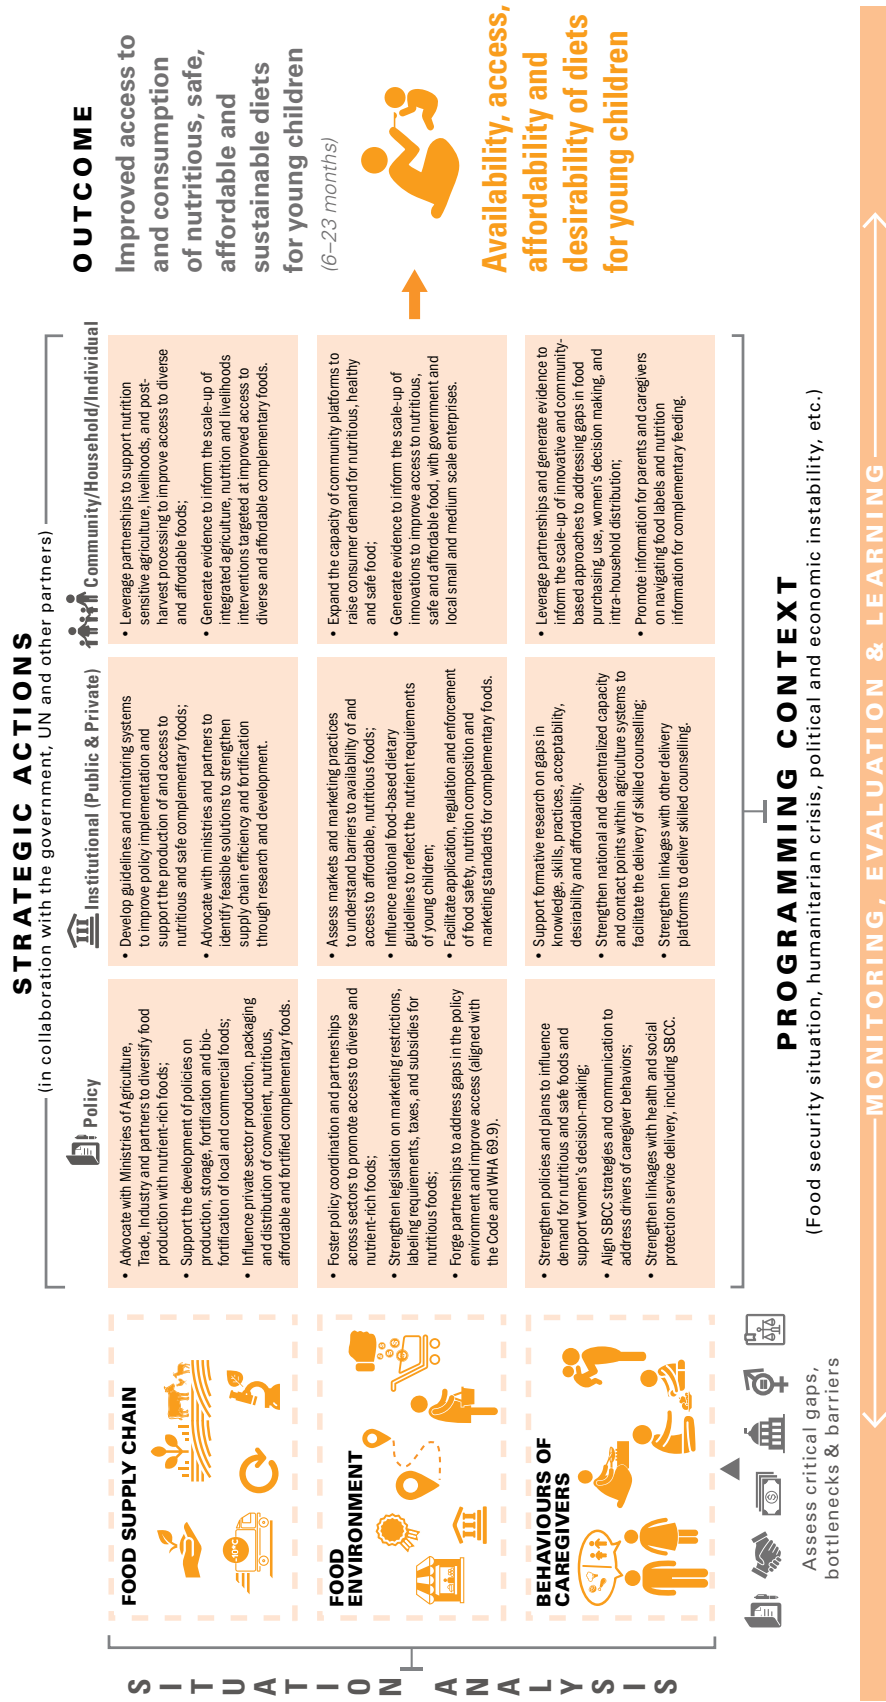 STRATEGIC ACTIONS
(in collaboration with the government, UN and other partners)
OUTCOME
Policy
Institutional (Public & Private)
Community/Household/Individual
SITUATION ANALYSIS
FOOD SUPPLY CHAIN
-10°C
• Advocate with Ministries of Agriculture,
Trade, Industry and partners to diversify food
production with nutrient-rich foods;
• Support the development of policies on
production, storage, fortification and bio-
fortification of local and commercial foods;
• Influence private sector production, packaging
and distribution of convenient, nutritious,
affordable and fortified complementary foods.
• Develop guidelines and monitoring systems
to improve policy implementation and
support the production of and access to
nutritious and safe complementary foods;
• Advocate with ministries and partners to
identify feasible solutions to strengthen
supply chain efficiency and fortification
through research and development.
• Leverage partnerships to support nutrition
sensitive agriculture, livelihoods, and post-
harvest processing to improve access to diverse
and affordable foods;
• Generate evidence to inform the scale-up of
integrated agriculture, nutrition and livelihoods
interventions targeted at improved access to
diverse and affordable complementary foods.
FOOD
ENVIRONMENT
• Foster policy coordination and partnerships
across sectors to promote access to diverse and
nutrient-rich foods;
• Strengthen legislation on marketing restrictions,
labeling requirements, taxes, and subsidies for
nutritious foods;
• Forge partnerships to address gaps in the policy
environment and improve access (aligned with
the Code and WHA 69.9).
• Assess markets and marketing practices
to understand barriers to availability of and
access to affordable, nutritious foods;
• Influence national food-based dietary
guidelines to reflect the nutrient requirements
of young children;
• Facilitate application, regulation and enforcement
of food safety, nutrition composition and
marketing standards for complementary foods.
• Expand the capacity of community platforms to
raise consumer demand for nutritious, healthy
and safe food;
• Generate evidence to inform the scale-up of
innovations to improve access to nutritious,
safe and affordable food, with government and
local small and medium scale enterprises.
BEHAVIOURS OF
CAREGIVERS
• Strengthen policies and plans to influence
demand for nutritious and safe foods and
support women's decision-making;
• Align SBCC strategies and communication to
address drivers of caregiver behaviors;
• Strengthen linkages with health and social
protection service delivery, including SBCC.
• Support formative research on gaps in
knowledge, skills, practices, acceptability,
desirability and affordability.
• Strengthen national and decentralized capacity
and contact points within agriculture systems to
facilitate the delivery of skilled counselling;
• Strengthen linkages with other delivery
platforms to deliver skilled counselling.
• Leverage partnerships and generate evidence to
inform the scale-up of innovative and community-
based approaches to addressing gaps in food
purchasing, use, women's decision making, and
intra-household distribution;
• Promote information for parents and caregivers
on navigating food labels and nutrition
information for complementary feeding.
Improved access to
and consumption
of nutritious, safe,
affordable and
sustainable diets
for young children
(6–23 months)
Availability, access,
affordability and
desirability of diets
for young children
Assess critical gaps,
bottlenecks & barriers
PROGRAMMING CONTEXT
(Food security situation, humanitarian crisis, political and economic instability, etc.)
MONITORING, EVALUATION & LEARNING